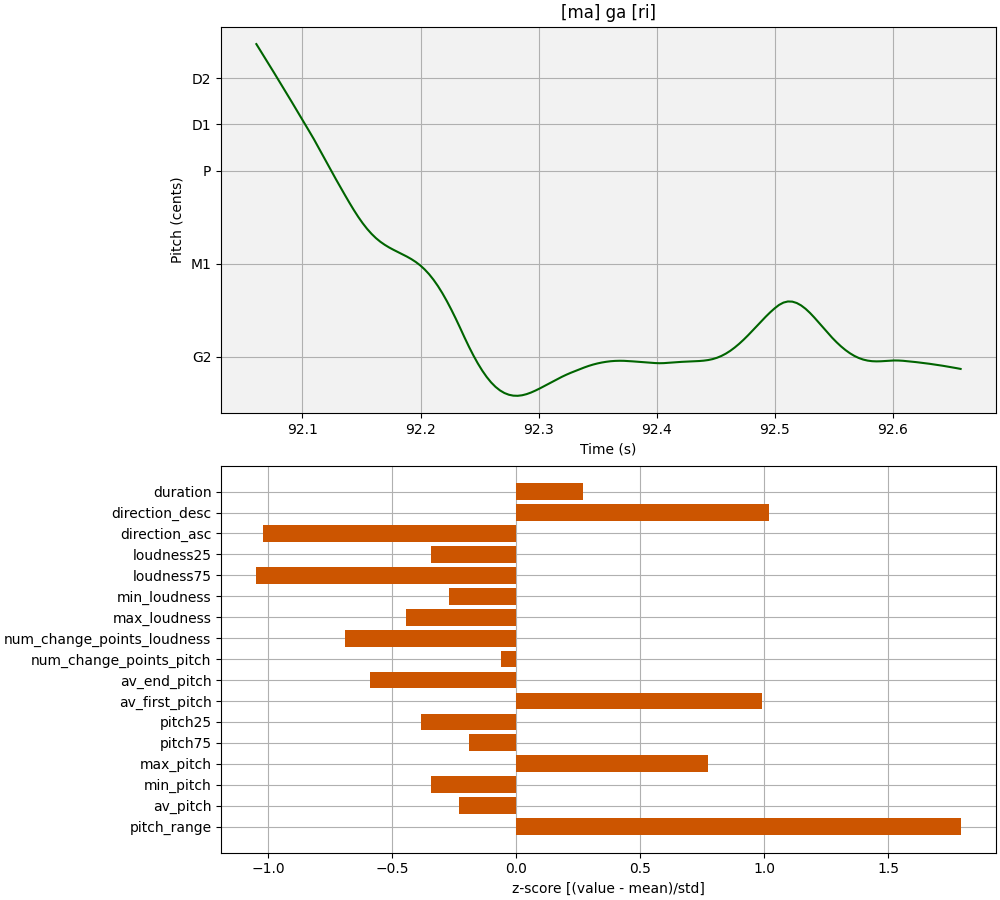 [ma] ga [ri]
D2
D1
P
M1
G2
Pitch (cents)
92.1 92.2 92.3 92.4 92.5 92.6
Time (s)
duration
direction_desc
direction_asc
loudness25
loudness75
min_loudness
max_loudness
num_change_points_loudness
num_change_points_pitch
av_end_pitch
av_first_pitch
pitch25
pitch75
max_pitch
min_pitch
av_pitch
pitch_range
−1.0 −0.5 0.0 0.5 1.0 1.5
z-score [(value - mean)/std]